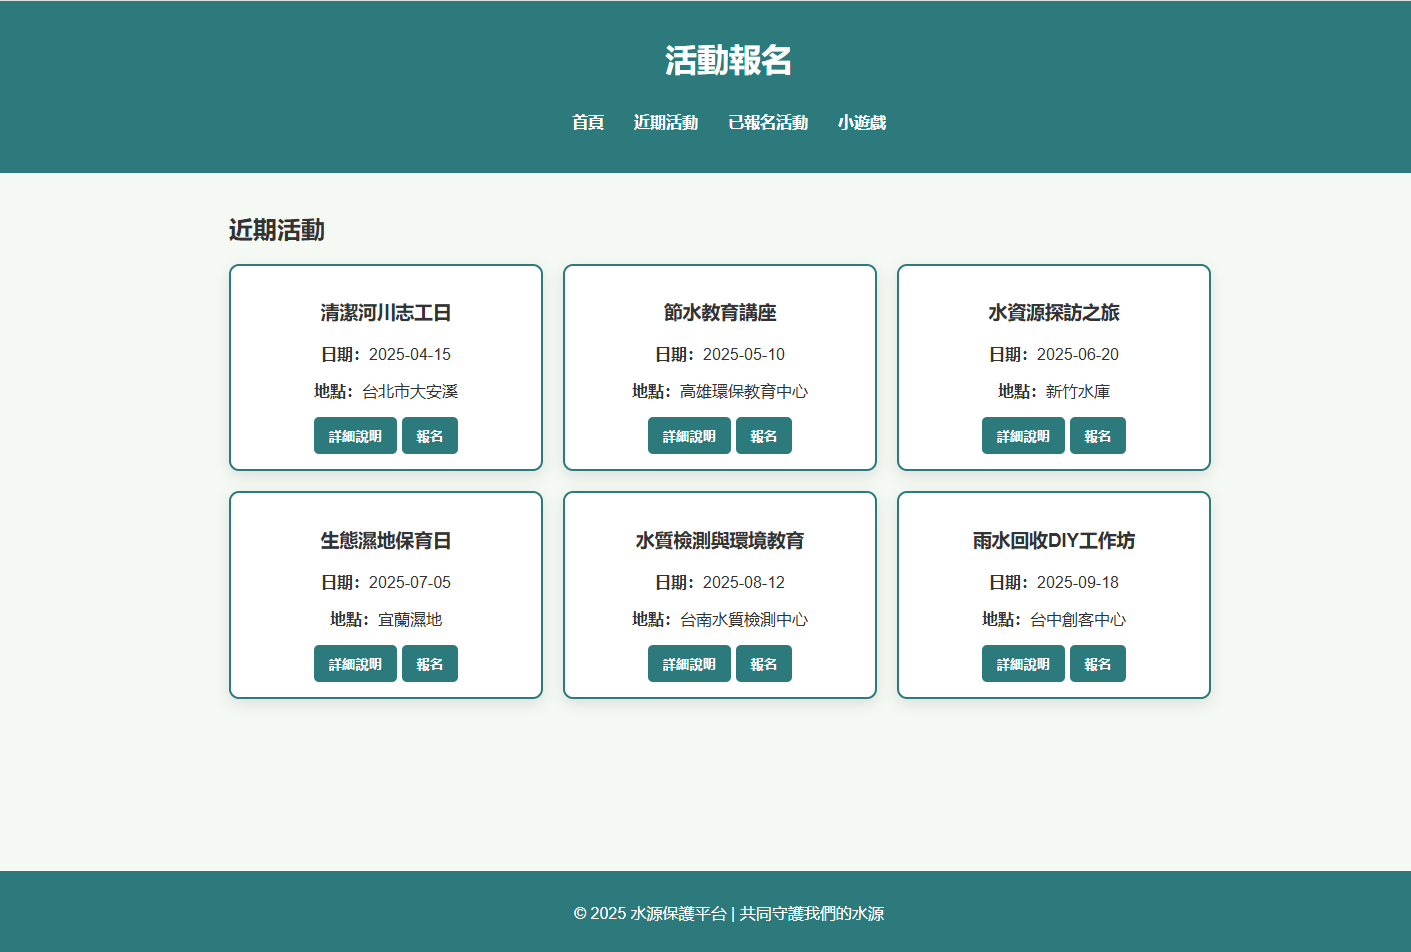 活動報名
首頁 近期活動 已報名活動 小遊戲
近期活動
清潔河川志工日
日期：2025-04-15
地點：台北市大安溪
詳細說明 報名
節水教育講座
日期：2025-05-10
地點：高雄環保教育中心
詳細說明 報名
水資源探訪之旅
日期：2025-06-20
地點：新竹水庫
詳細說明 報名
生態濕地保育日
日期：2025-07-05
地點：宜蘭濕地
詳細說明 報名
水質檢測與環境教育
日期：2025-08-12
地點：台南水質檢測中心
詳細說明 報名
雨水回收DIY工作坊
日期：2025-09-18
地點：台中創客中心
詳細說明 報名
© 2025 水源保護平台 | 共同守護我們的水源